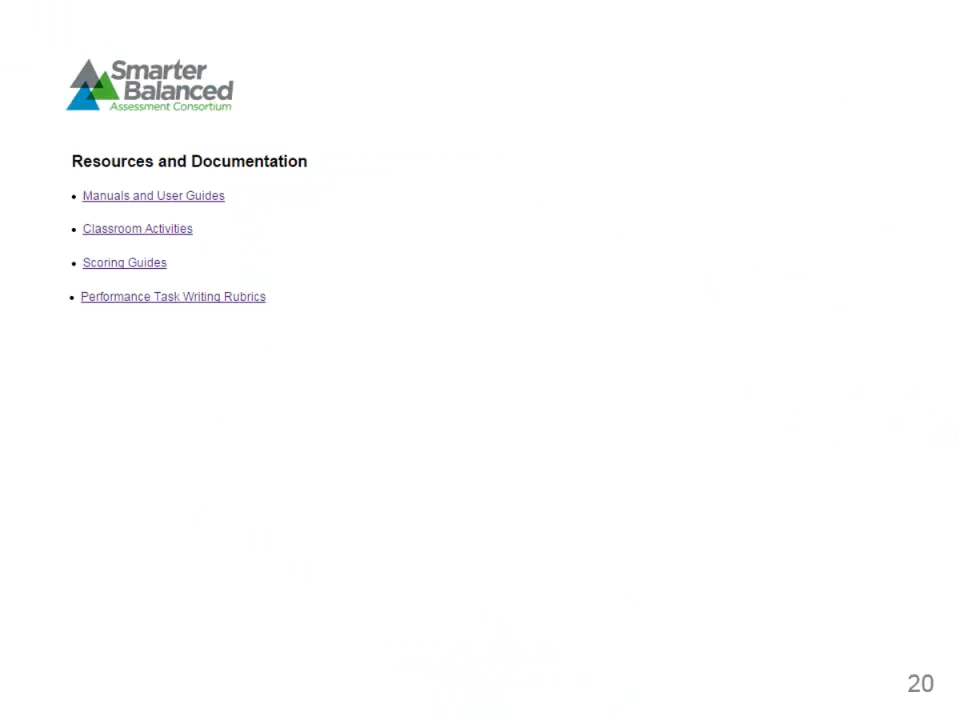 Smarter
Balanced
Assessment Consortium
Resources and Documentation
• Manuals and User Guides
• Classroom Activities
• Scoring Guides
• Performance Task Writing Rubrics
20